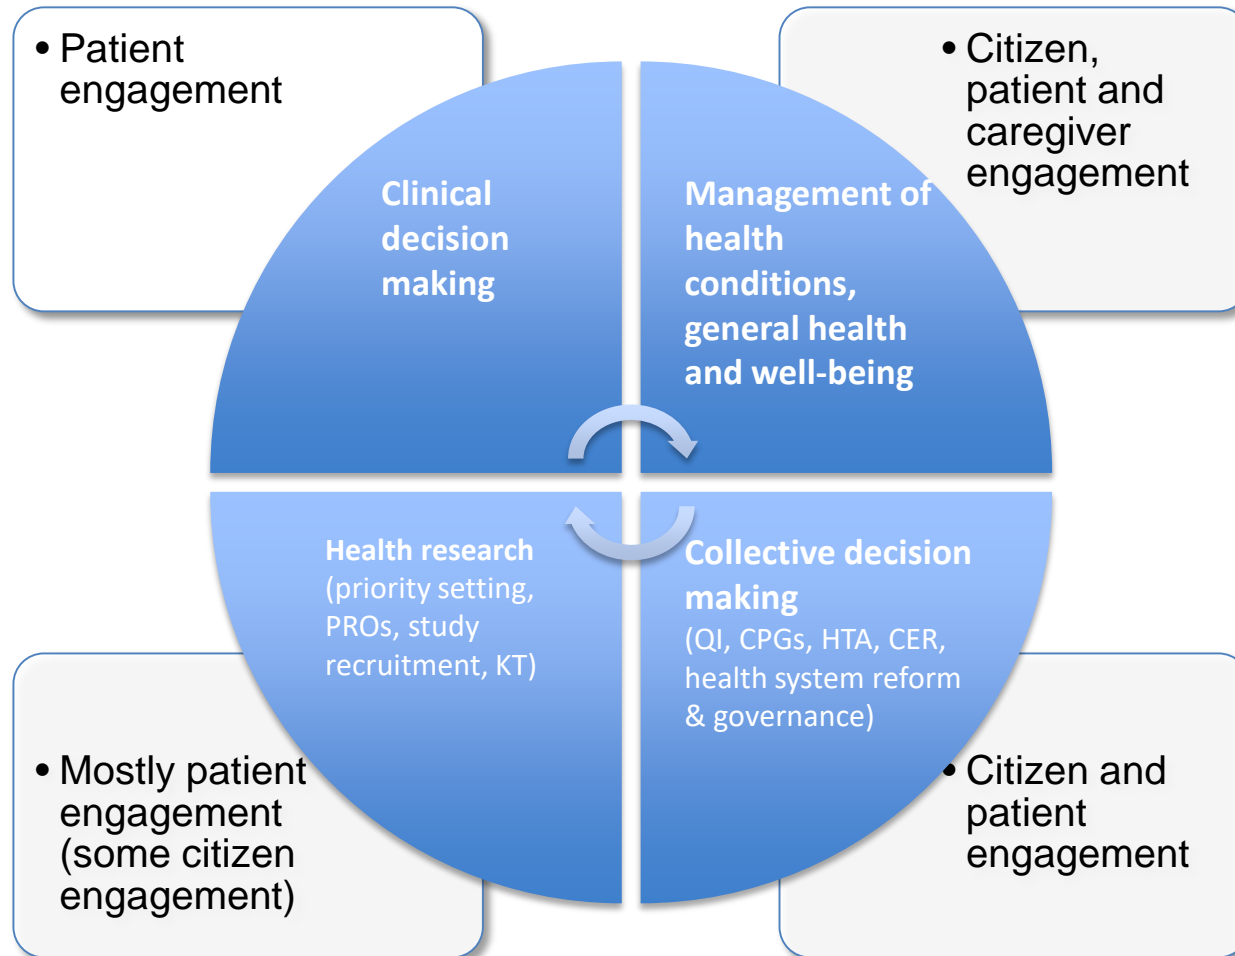 • Patient
engagement
• Citizen,
patient and
caregiver
engagement
Clinical
decision
making
Management of
health
conditions,
general health
and well-being
Health research
(priority setting,
PROs, study
recruitment, KT)
Collective decision
making
(QI, CPGs, HTA, CER,
health system reform
& governance)
• Mostly patient
engagement
(some citizen
engagement)
• Citizen and
patient
engagement